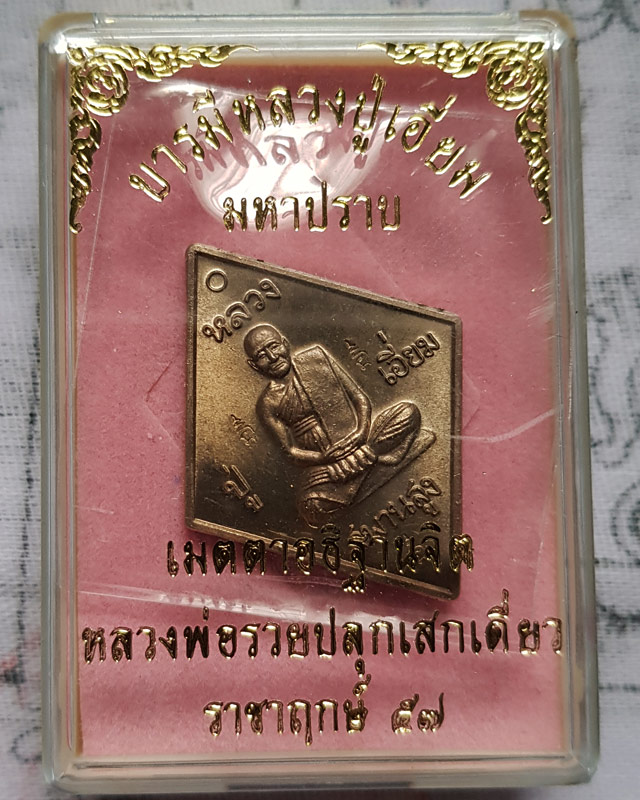 บารมีหลวงปู่เอี่ยม
มหาปราบ
หลวง
เอี่ยม
เมตตาอธิฐานจิต
หลวงพ่อรวยปลุกเสกเดี่ยว
ราชาฤกษ์ ๕๗